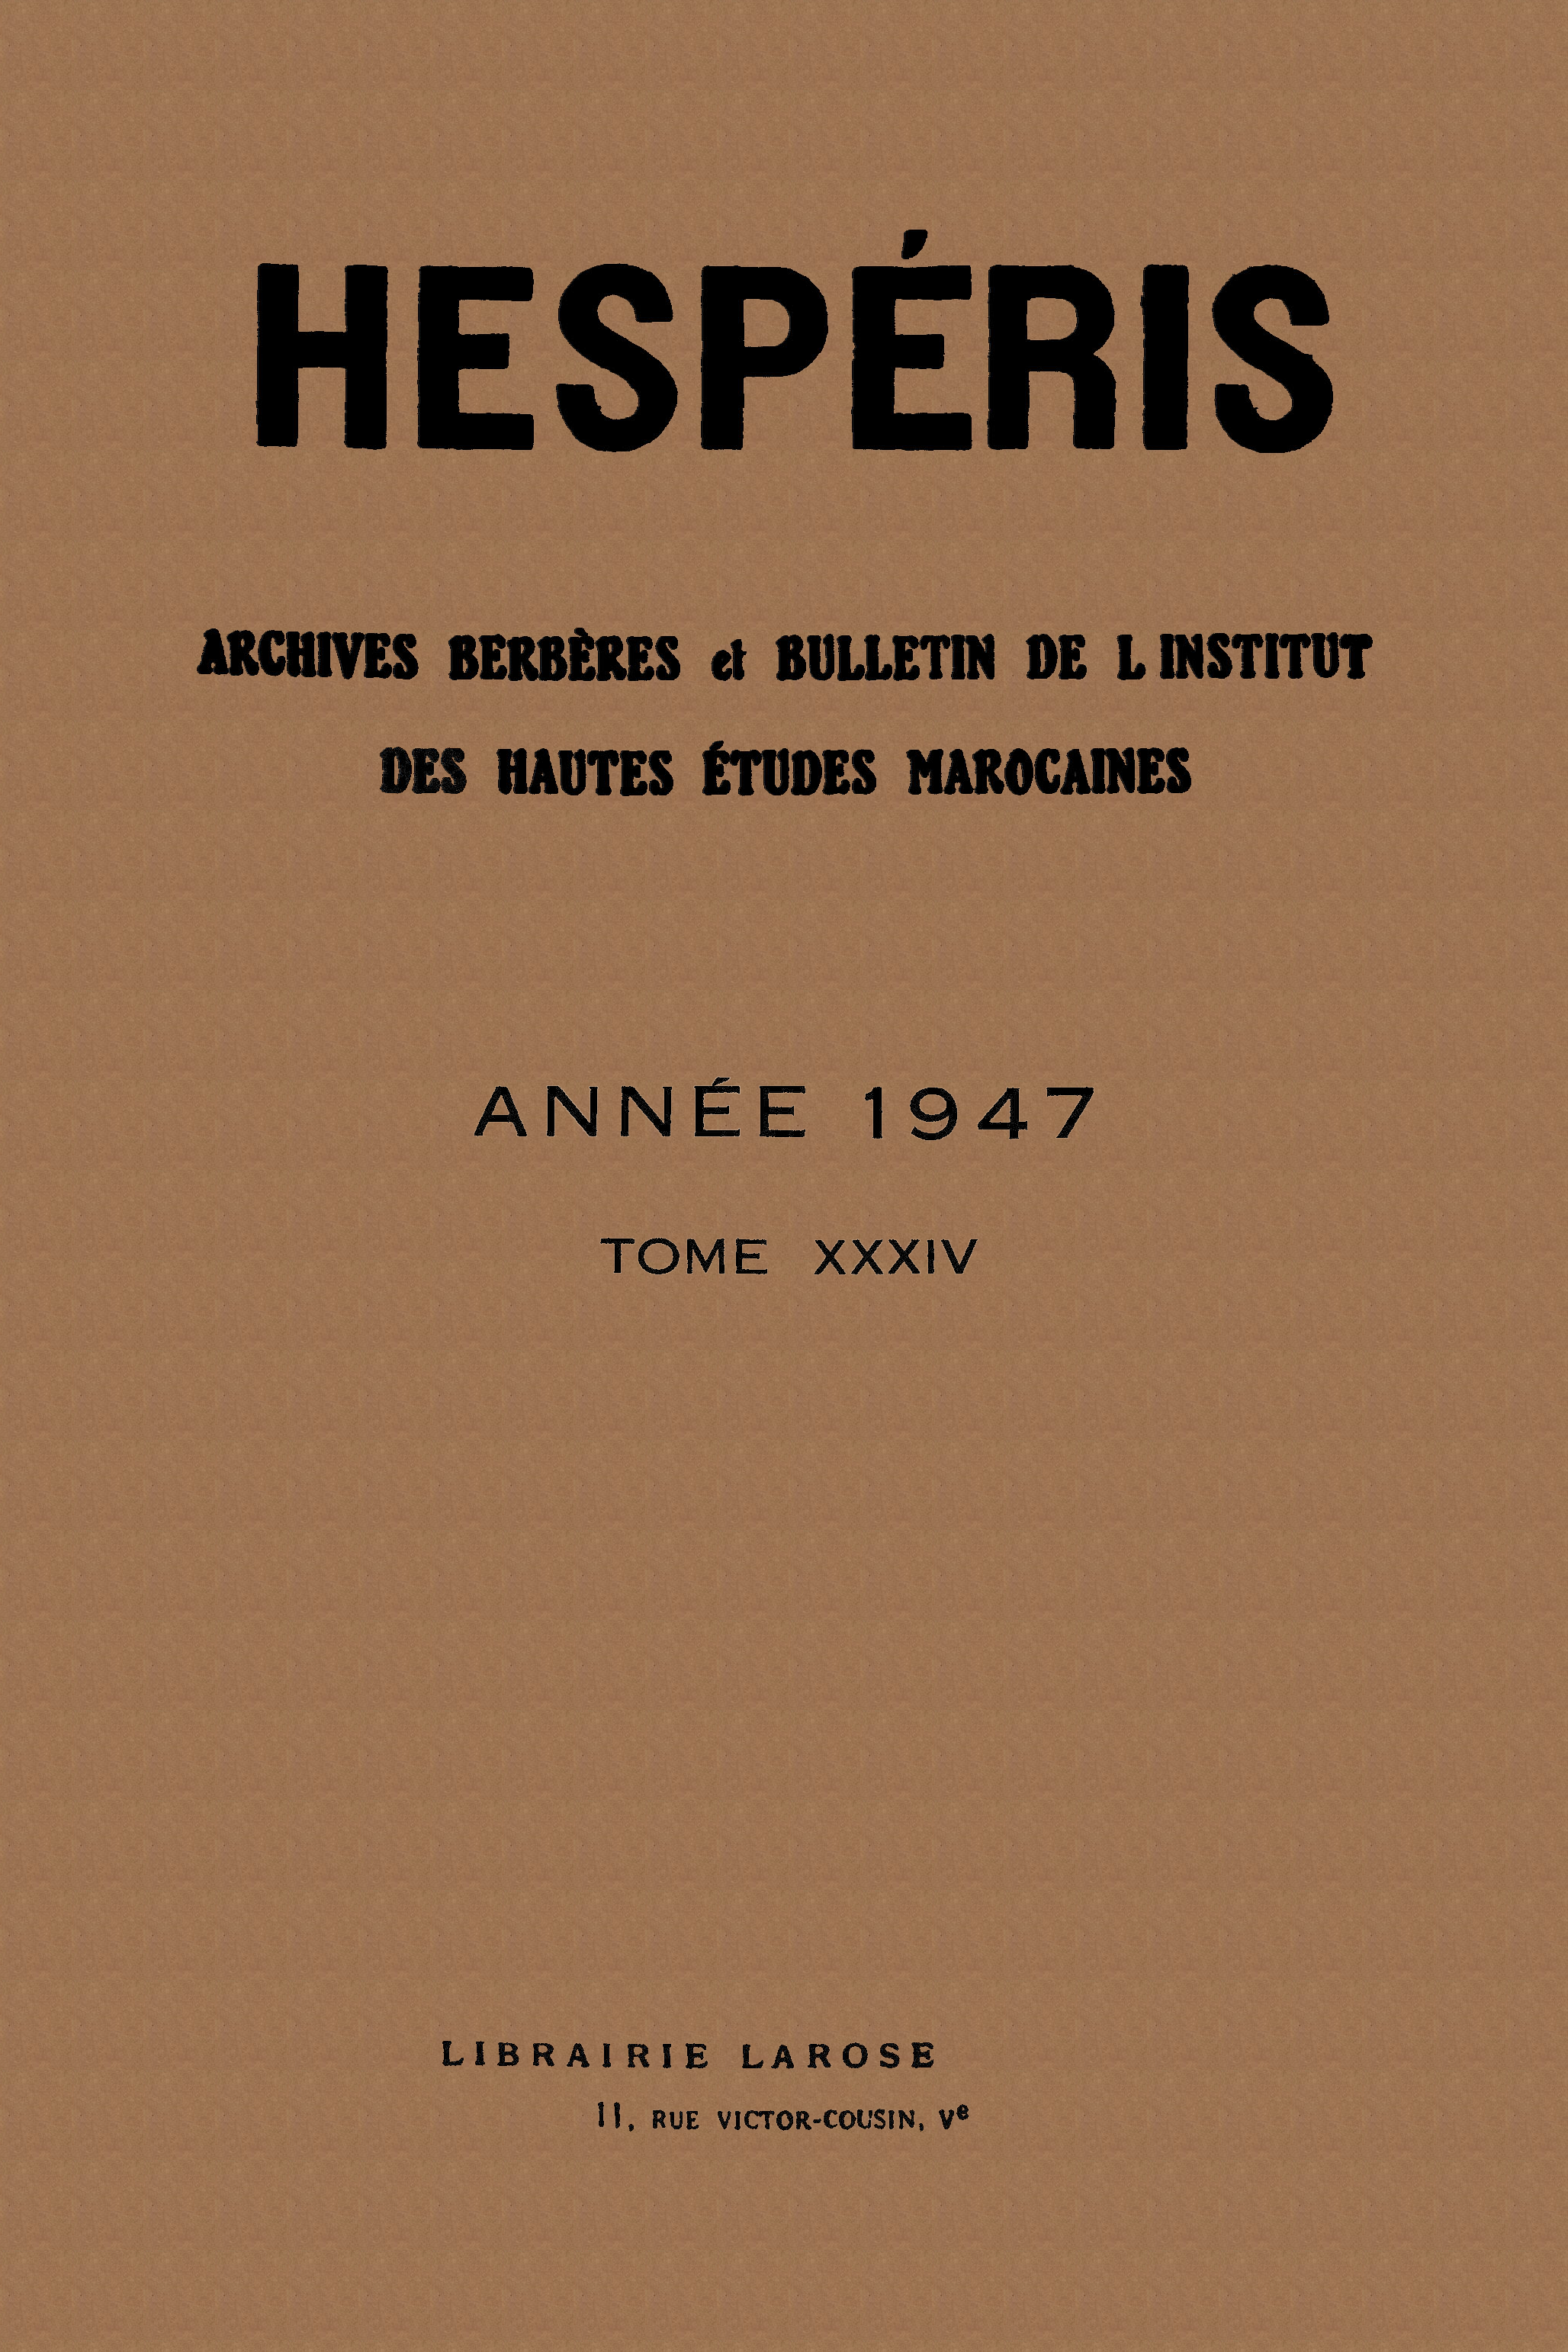 HESPÉRIS
ARCHIVES BERBÈRES et BULLETIN DE L INSTITUT
DES HAUTES ÉTUDES MAROCAINES
ANNÉE 1947
TOME XXXIV
LIBRAIRIE LAROSE
11, RUE VICTOR-COUSIN, Vᵉ